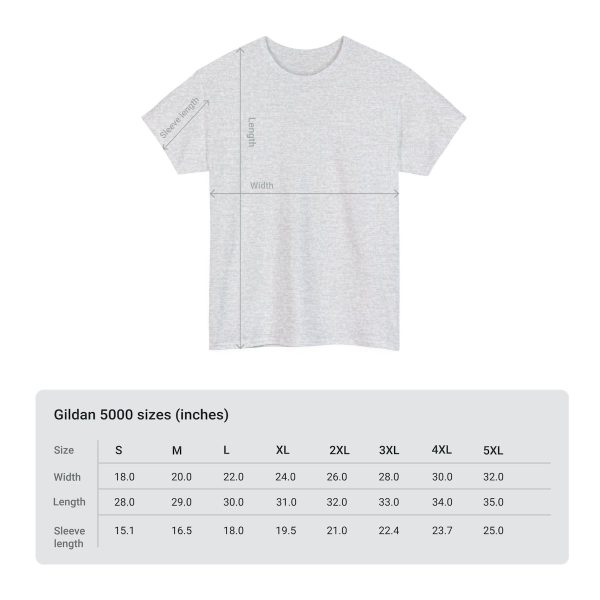 Sleeve length
Length
Width
Gildan 5000 sizes (inches)
Size S M L XL 2XL 3XL 4XL 5XL
Width 18.0 20.0 22.0 24.0 26.0 28.0 30.0 32.0
Length 28.0 29.0 30.0 31.0 32.0 33.0 34.0 35.0
Sleeve
length 15.1 16.5 18.0 19.5 21.0 22.4 23.7 25.0